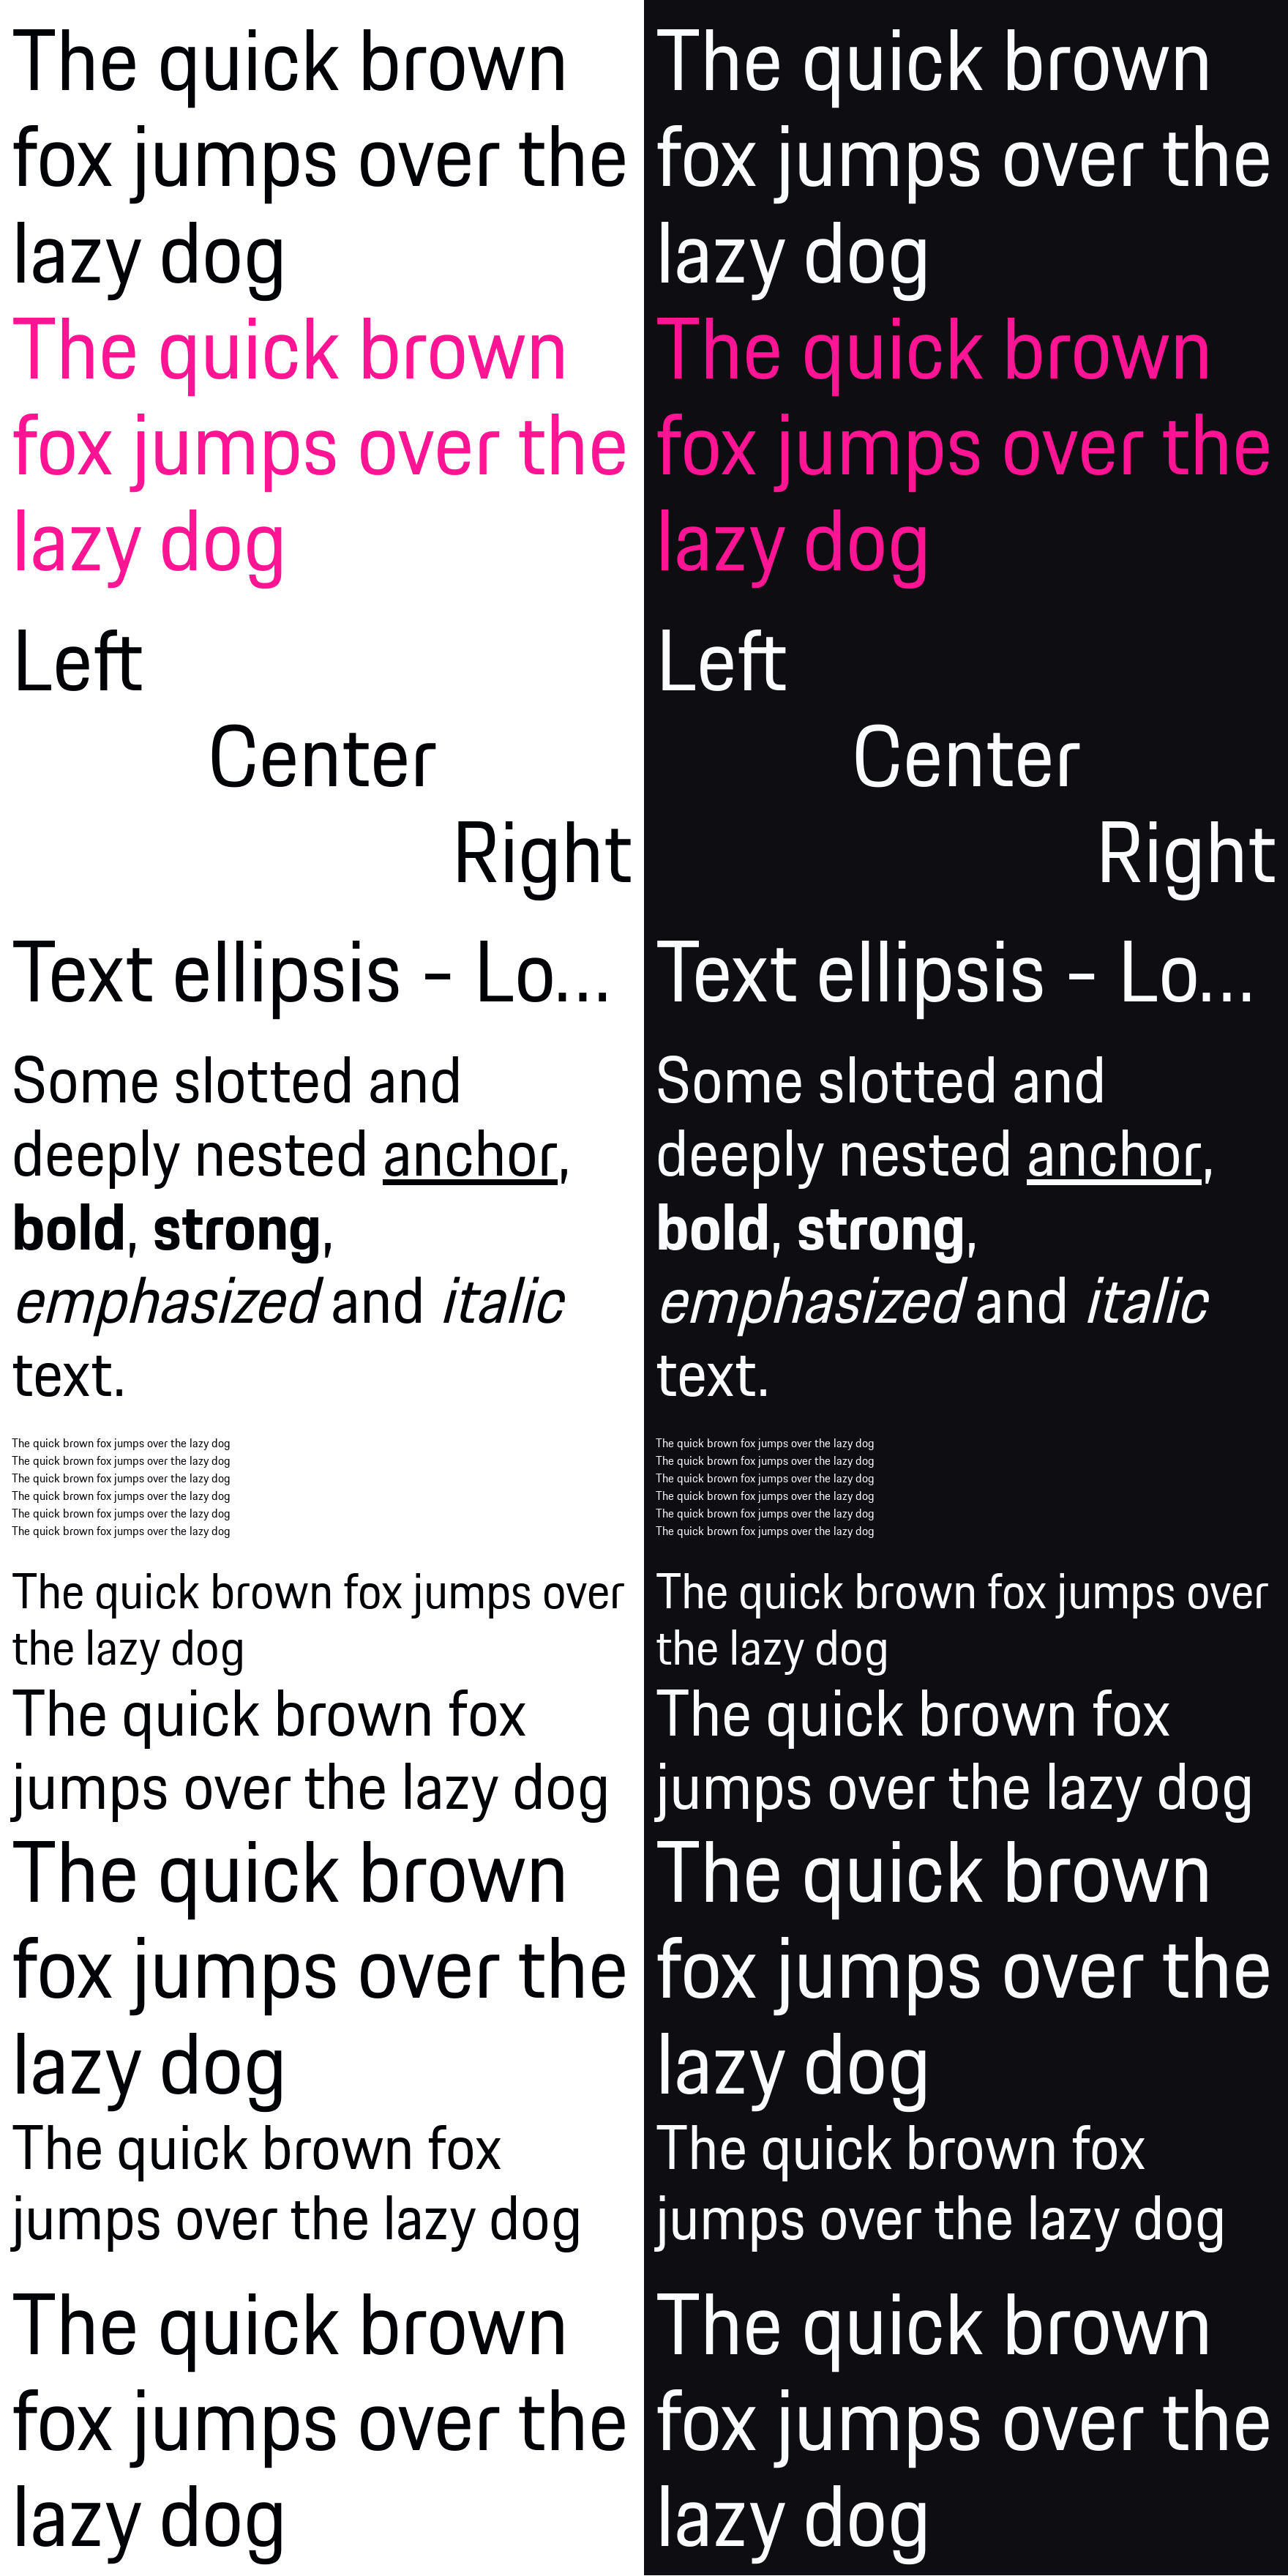 The quick brown
fox jumps over the
lazy dog
The quick brown
fox jumps over the
lazy dog
Left
Center
Right
Text ellipsis - Lo...
Some slotted and
deeply nested anchor,
bold, strong,
emphasized and italic
text.
The quick brown fox jumps over the lazy dog
The quick brown fox jumps over the lazy dog
The quick brown fox jumps over the lazy dog
The quick brown fox jumps over the lazy dog
The quick brown fox jumps over the lazy dog
The quick brown fox jumps over the lazy dog
The quick brown fox jumps over
the lazy dog
The quick brown fox
jumps over the lazy dog
The quick brown
fox jumps over the
lazy dog
The quick brown fox
jumps over the lazy dog
The quick brown
fox jumps over the
lazy dog
The quick brown
fox jumps over the
lazy dog
The quick brown
fox jumps over the
lazy dog
Left
Center
Right
Text ellipsis - Lo...
Some slotted and
deeply nested anchor,
bold, strong,
emphasized and italic
text.
The quick brown fox jumps over the lazy dog
The quick brown fox jumps over the lazy dog
The quick brown fox jumps over the lazy dog
The quick brown fox jumps over the lazy dog
The quick brown fox jumps over the lazy dog
The quick brown fox jumps over the lazy dog
The quick brown fox jumps over
the lazy dog
The quick brown fox
jumps over the lazy dog
The quick brown
fox jumps over the
lazy dog
The quick brown fox
jumps over the lazy dog
The quick brown
fox jumps over the
lazy dog